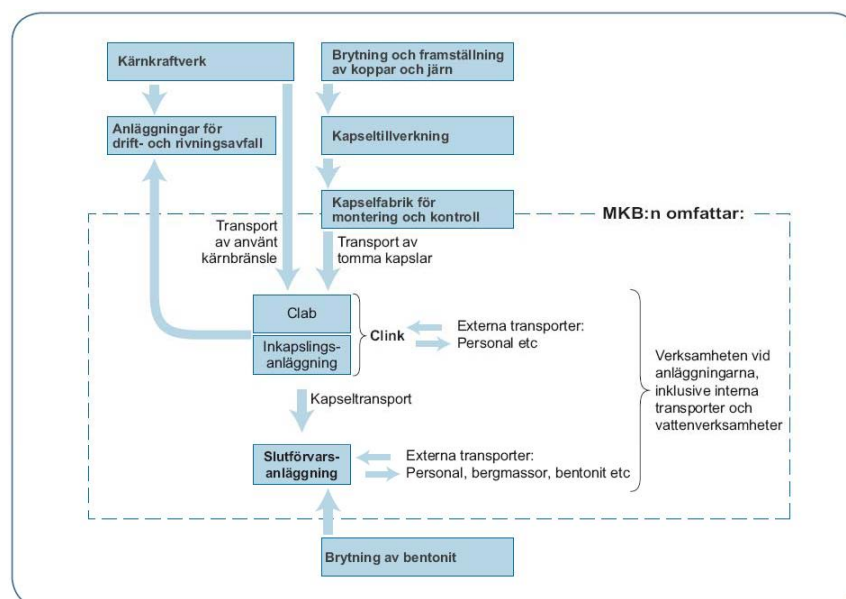 Kärnkraftverk
Brytning och framställning
av koppar och järn
Anläggningar för
drift- och rivningsavfall
Kapseltillverkning
Kapselfabrik för
montering och kontroll
MKB:n omfattar:
Transport
av använt
kärnbränsle
Transport av
tomma kapslar
Clab
Inkapslings-
anläggning
Clink
Externa transporter:
Personal etc
Verksamheten vid
anläggningarna,
inklusive interna
transporter och
vattenverksamheter
Kapseltransport
Slutförvars-
anläggning
Externa transporter:
Personal, bergmassor, bentonit etc
Brytning av bentonit